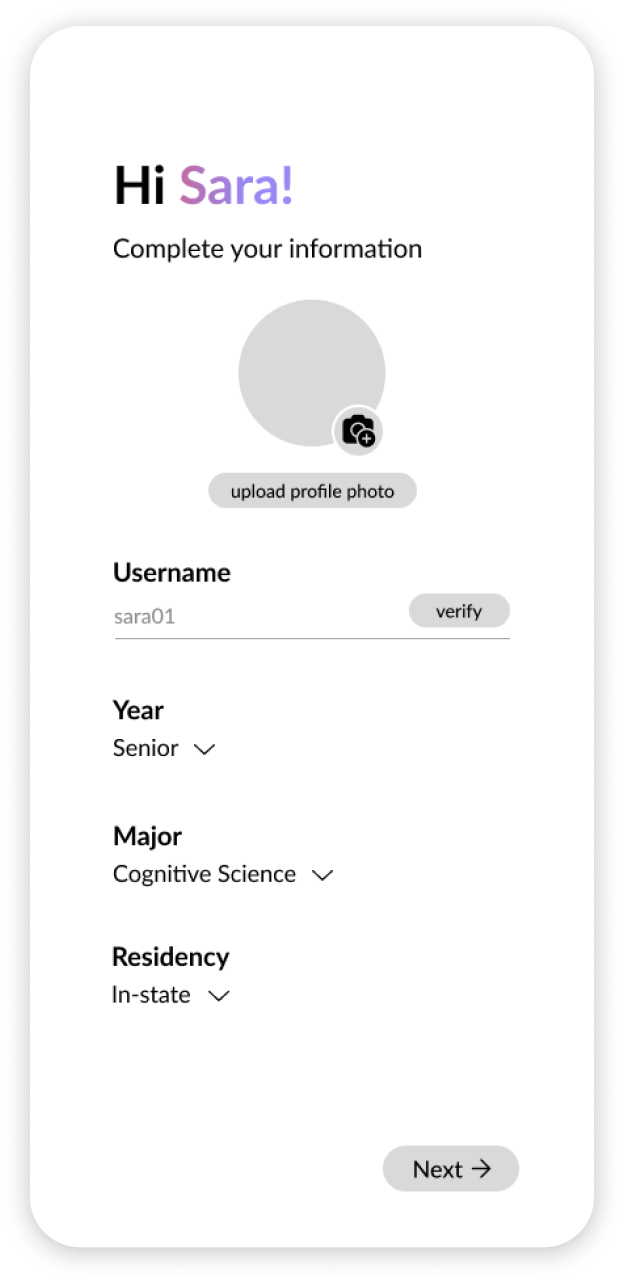 Hi Sara!
Complete your information
upload profile photo
Username
sara01
verify
Year
Senior
Major
Cognitive Science
Residency
In-state
Next →